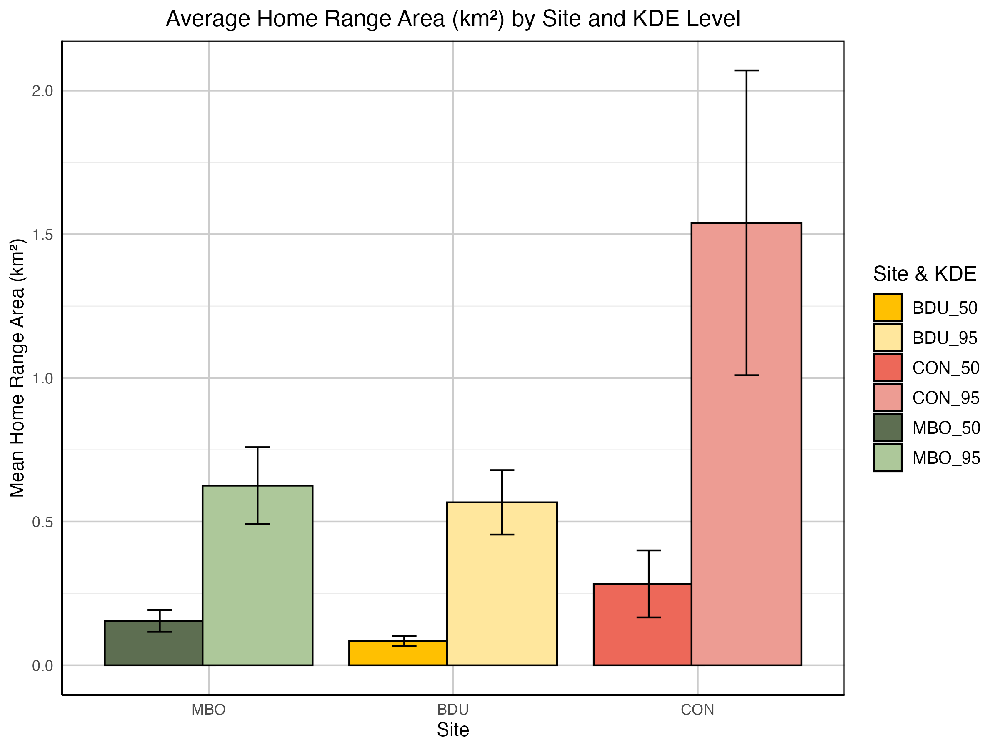 Average Home Range Area (km²) by Site and KDE Level
Mean Home Range Area (km²)
2.0
1.5
1.0
0.5
0.0
MBO
BDU
CON
Site
Site & KDE
BDU_50
BDU_95
CON_50
CON_95
MBO_50
MBO_95